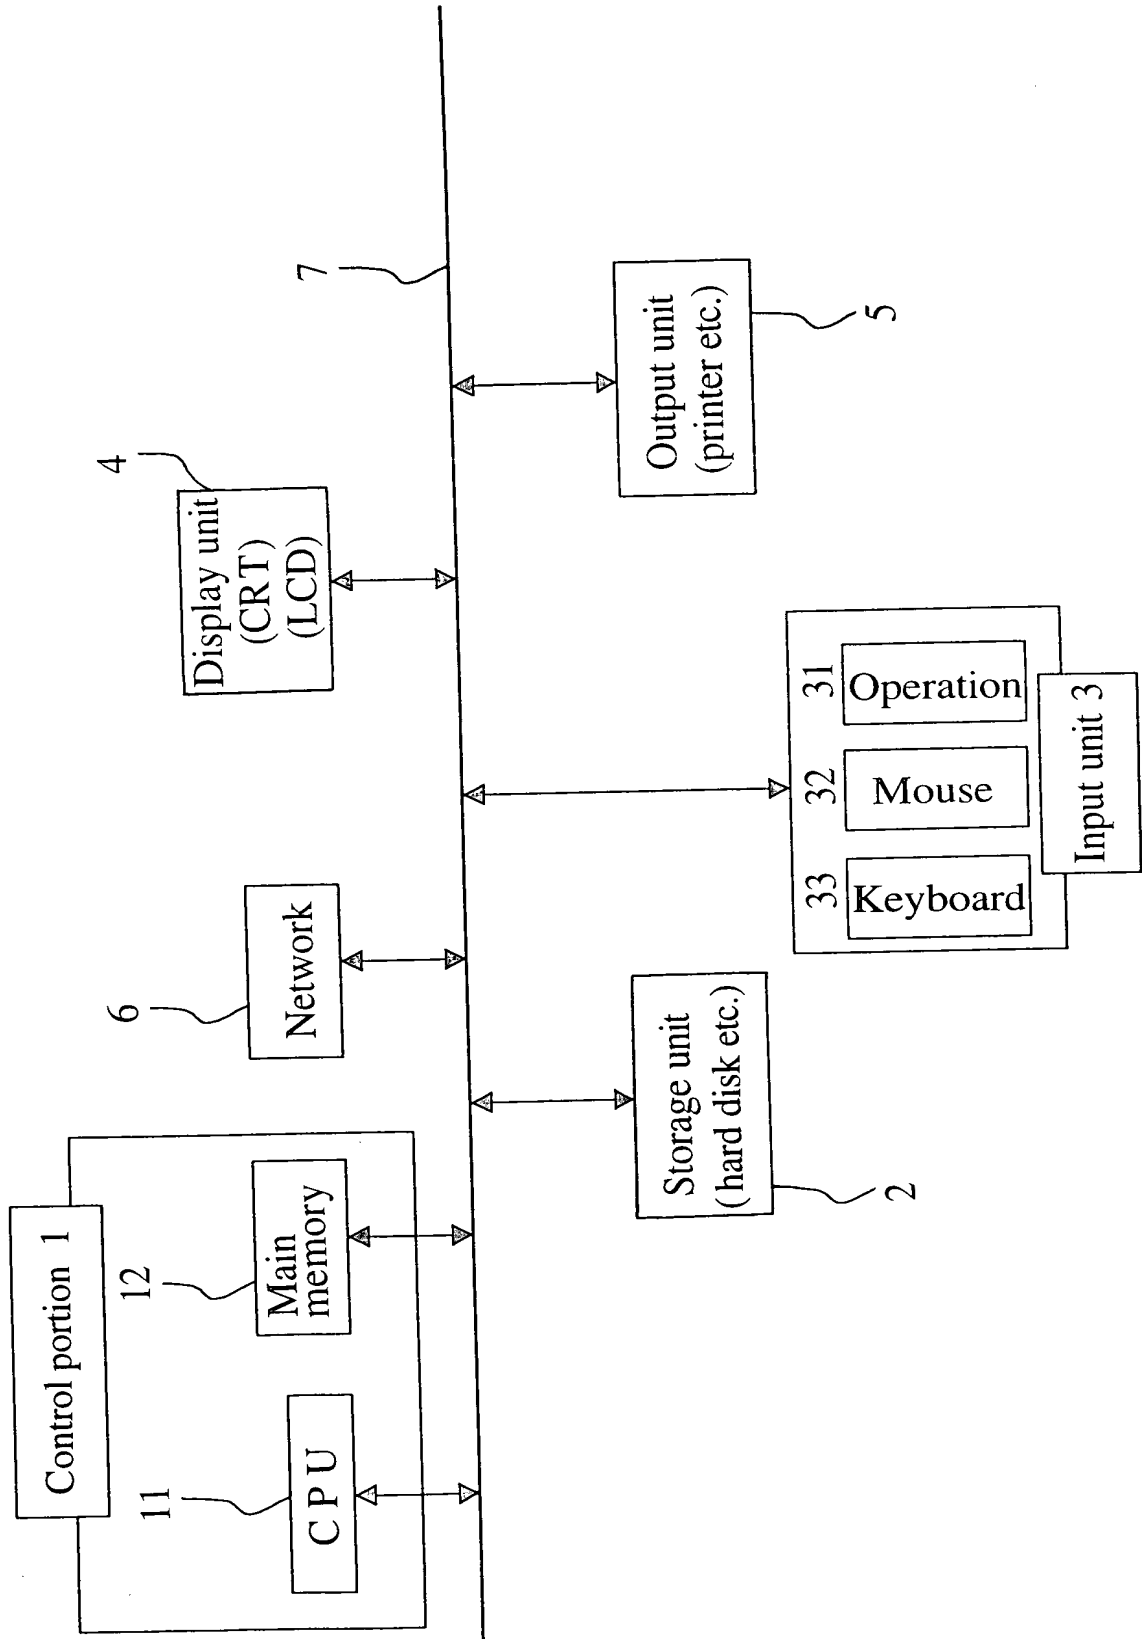 Control portion 1
11
C P U
12
Main
memory
6
Network
4
Display unit
(CRT)
(LCD)
7
Storage unit
(hard disk etc.)
2
33
Keyboard
32
Mouse
31
Operation
Input unit 3
Output unit
(printer etc.)
5